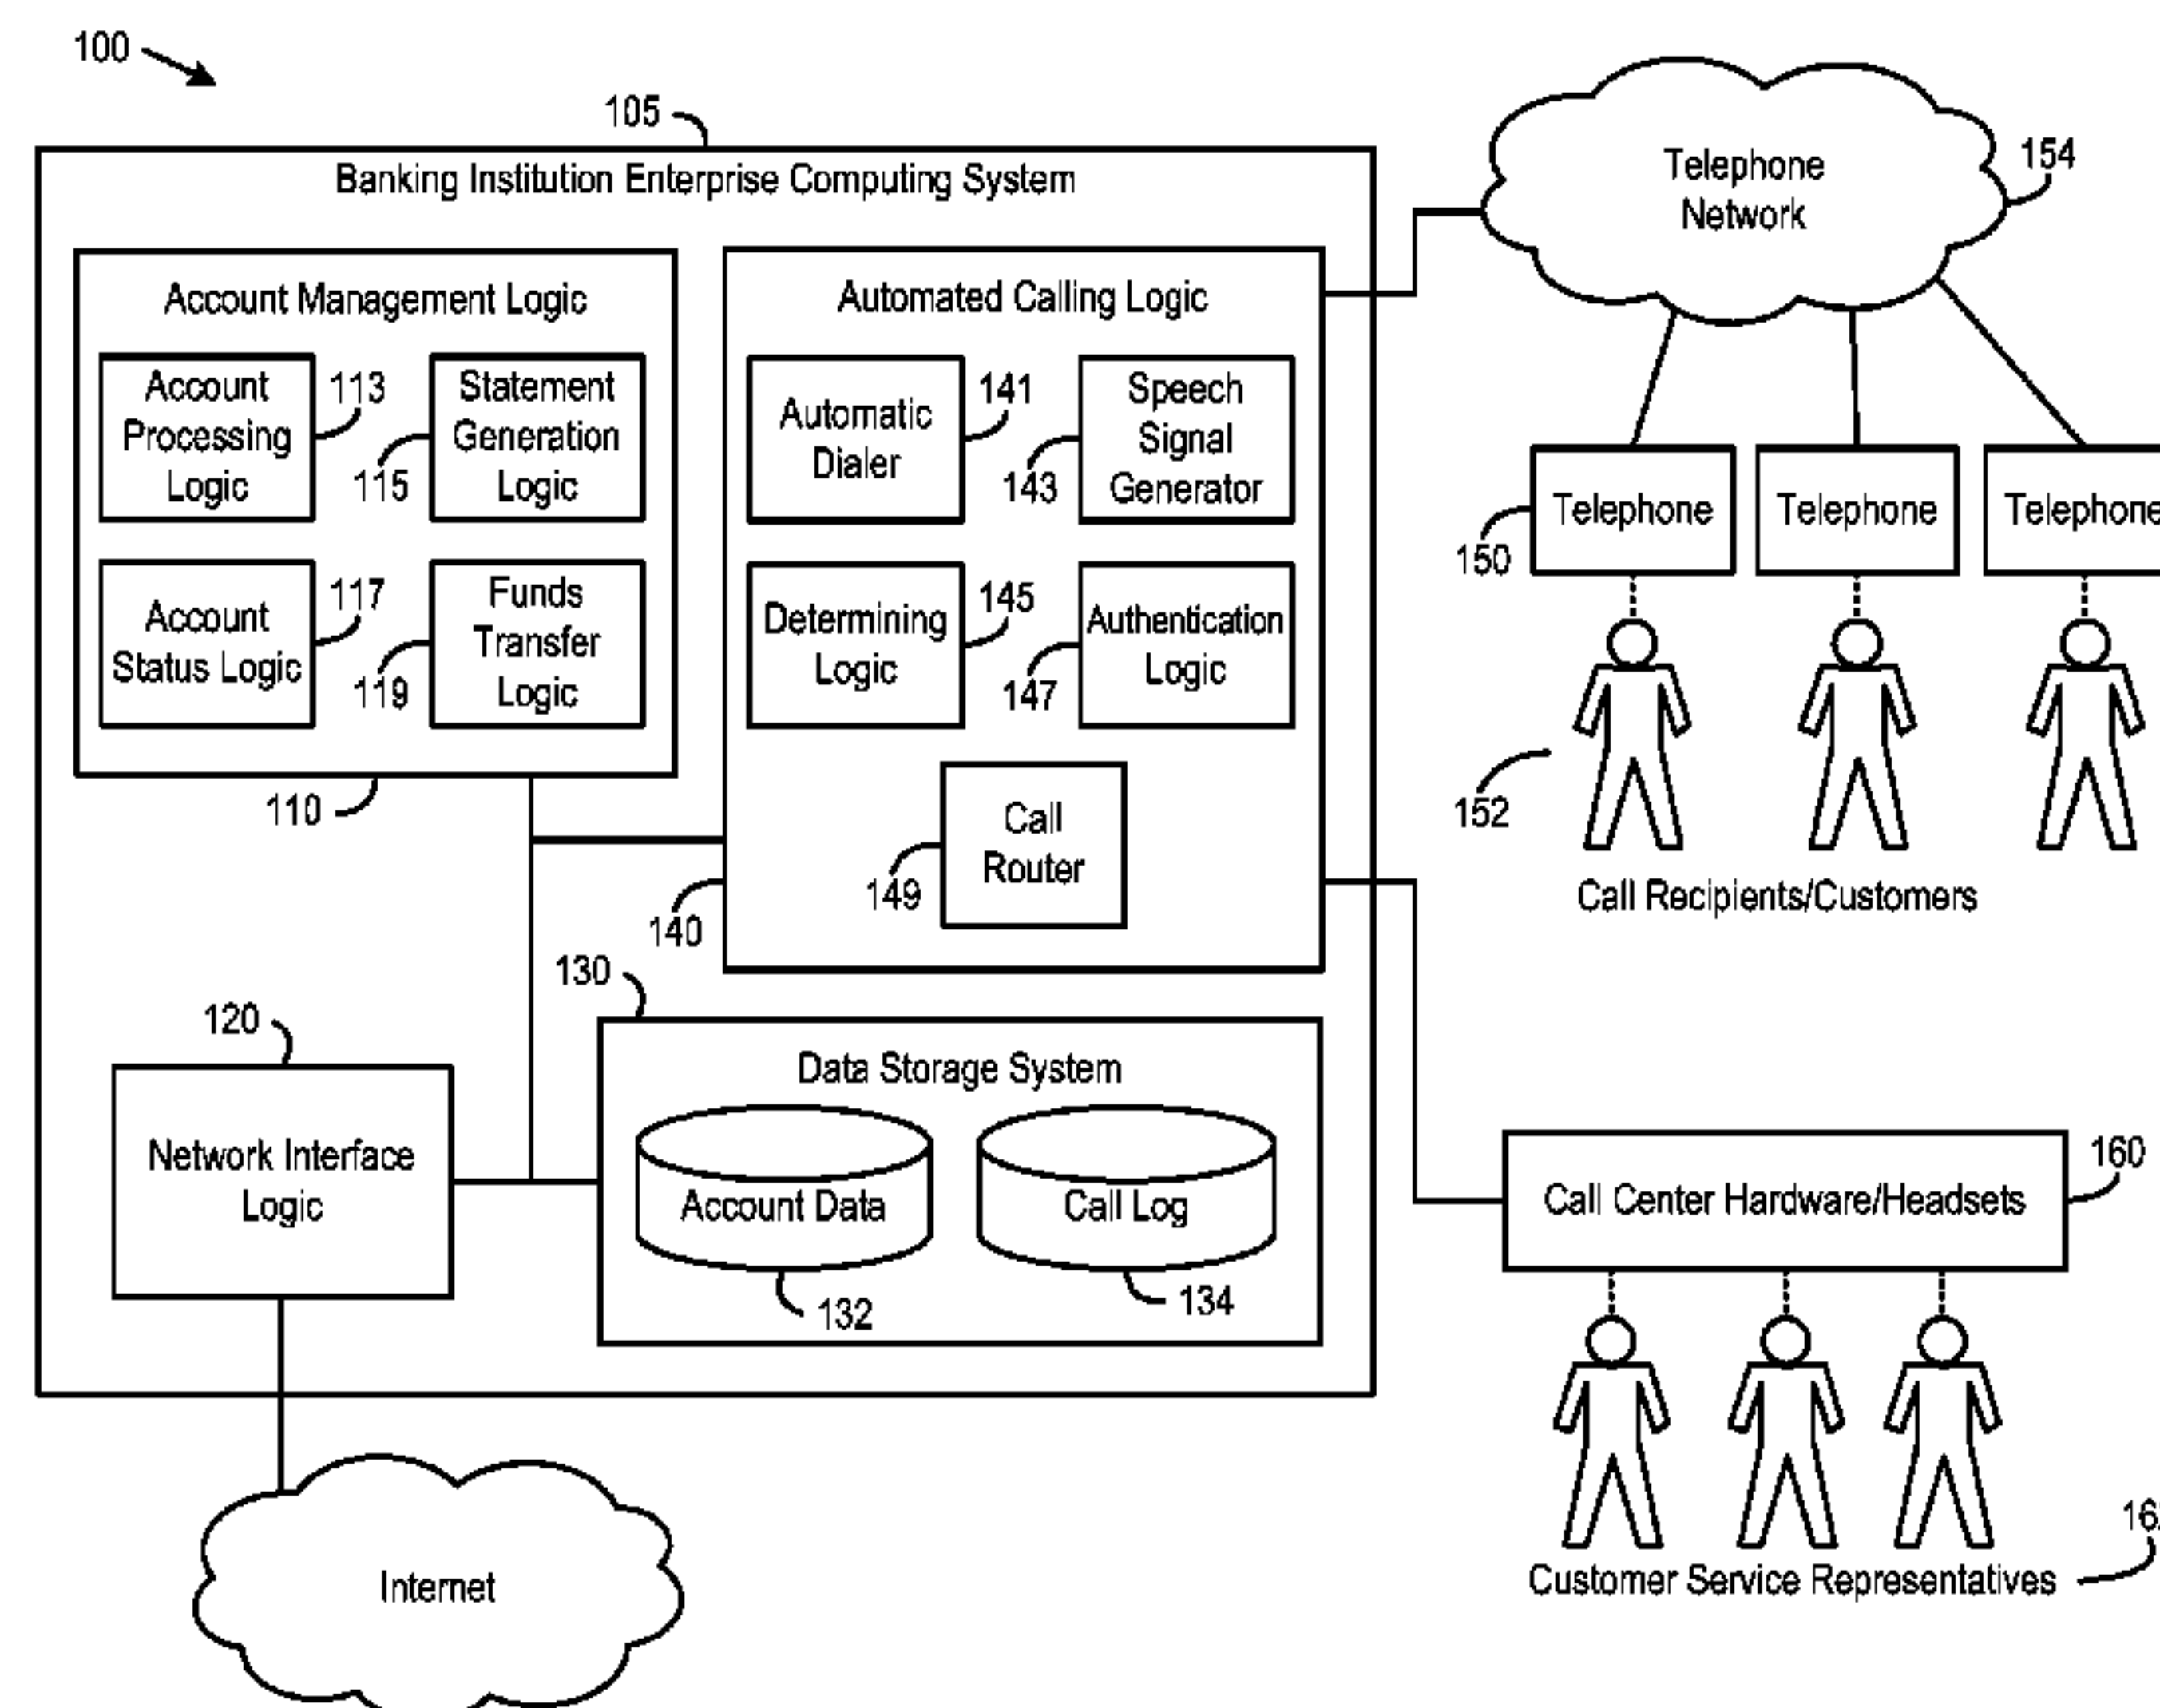 100
105
Banking Institution Enterprise Computing System
Account Management Logic
Account
Processing
Logic
113
Statement
Generation
Logic
115
Account
Status Logic
117
Funds
Transfer
Logic
119
110
Automated Calling Logic
Automatic
Dialer
141
Speech
Signal
Generator
143
Determining
Logic
145
Authentication
Logic
147
Call
Router
149
140
120
Network Interface
Logic
130
Data Storage System
Account Data
132
Call Log
134
Internet
Telephone
Network
154
Telephone
Telephone
Telephone
150
152
Call Recipients/Customers
Call Center Hardware/Headsets
160
Customer Service Representatives